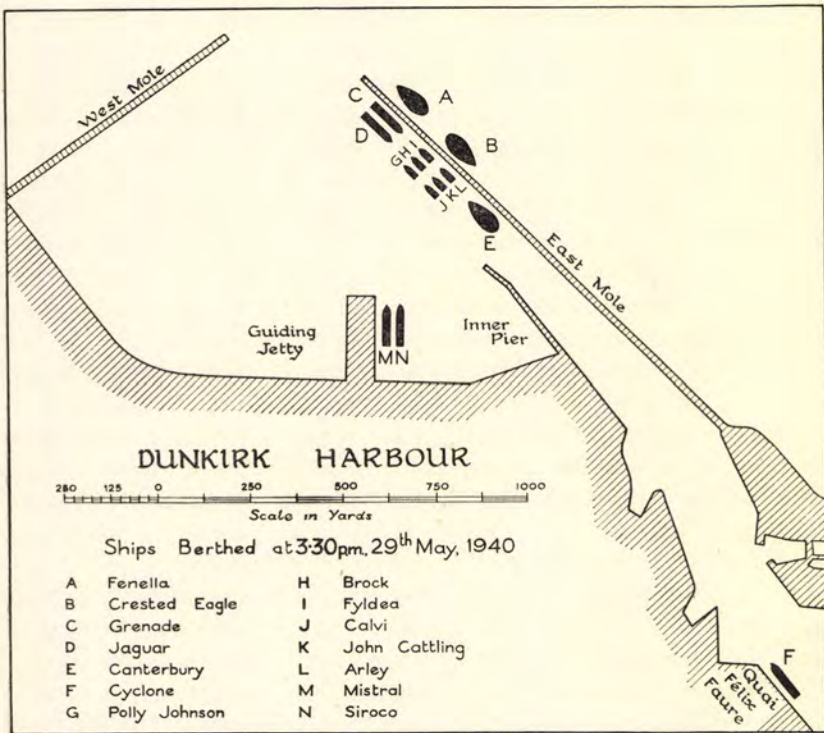 West Mole
C
A
D
B
I
H
G
L
K
J
E
East Mole
Guiding
Jetty
MN
Inner
Pier
DUNKIRK HARBOUR
250 125 0 250 500 750 1000
Scale in Yards
Ships Berthed at 3·30pm, 29th May, 1940
A Fenella
B Crested Eagle
C Grenade
D Jaguar
E Canterbury
F Cyclone
G Polly Johnson
H Brock
I Fyldea
J Calvi
K John Cattling
L Arley
M Mistral
N Siroco
F
Quai
Félix
Faure